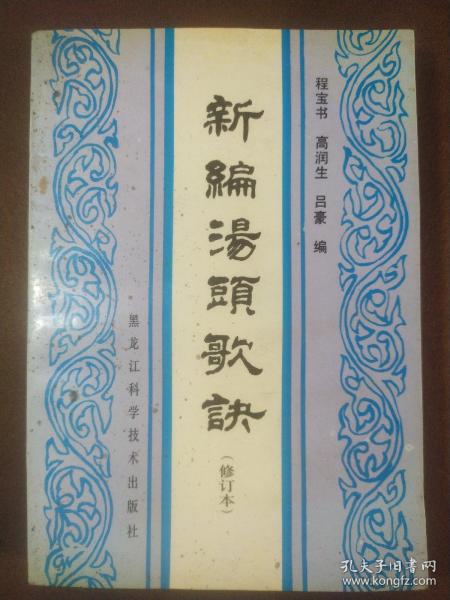 程宝书 高润生 吕豪 编
新編湯頭歌訣
（修订本）
黑龙江科学技术出版社
孔夫子旧书网
www.kongfz.com